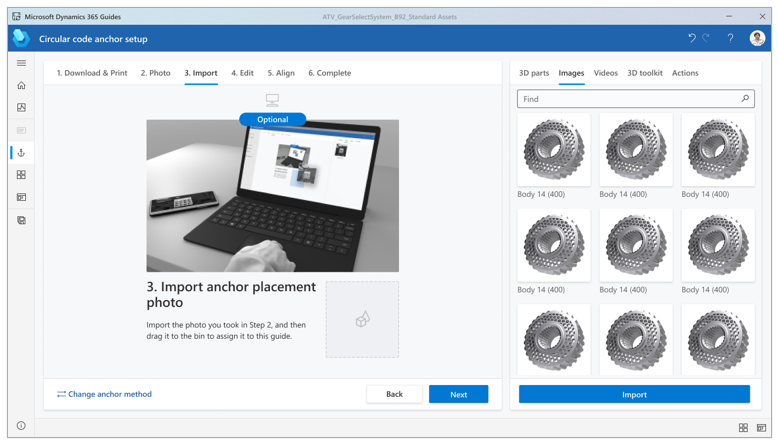 Microsoft Dynamics 365 Guides
ATV_GearSelectSystem_B92_Standard Assets
Circular code anchor setup
1. Download & Print
2. Photo
3. Import
4. Edit
5. Align
6. Complete
Optional
3. Import anchor placement
photo
Import the photo you took in Step 2, and then
drag it to the bin to assign it to this guide.
Change anchor method
Back
Next
3D parts
Images
Videos
3D toolkit
Actions
Find
Body 14 (400)
Body 14 (400)
Body 14 (400)
Body 14 (400)
Body 14 (400)
Body 14 (400)
Import